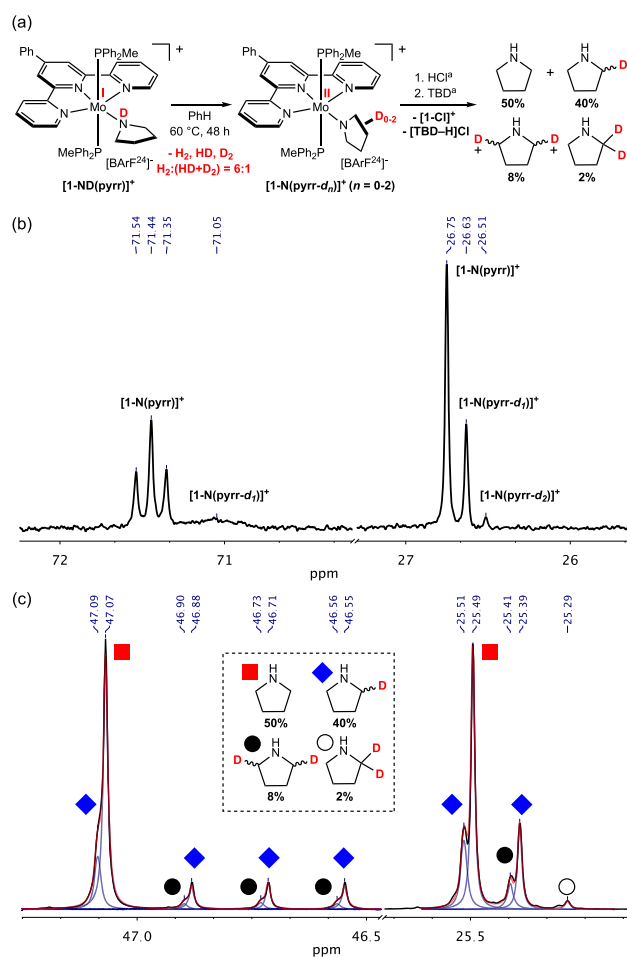 (a)
Ph
PPh2Me
+
N
N
I
Mo
N
D
N
MePh2P
[BArF24]-
[1-ND(pyrr)]+
PhH
60 °C, 48 h
- H2, HD, D2
H2:(HD+D2) = 6:1
Ph
PPh2Me
+
N
N
II
Mo
N
N
D0-2
MePh2P
[BArF24]-
[1-N(pyrr-dn)]+ (n = 0-2)
1. HCla
2. TBDa
- [1-Cl]+
- [TBD–H]Cl
H
N
50%
+
H
N
D
40%
+
D
H
N
D
8%
+
H
N
D
D
2%
(b)
71.54
71.44
71.35
71.05
26.75
26.63
26.51
[1-N(pyrr)]+
[1-N(pyrr)]+
[1-N(pyrr-d1)]+
[1-N(pyrr-d1)]+
[1-N(pyrr-d2)]+
72
71
27
26
ppm
ppm
(c)
47.09
47.07
46.90
46.88
46.73
46.71
46.56
46.55
25.51
25.49
25.41
25.39
25.29
H
N
50%
H
N
D
40%
D
H
N
D
8%
H
N
D
D
2%
47.0
46.5
25.5
ppm
ppm